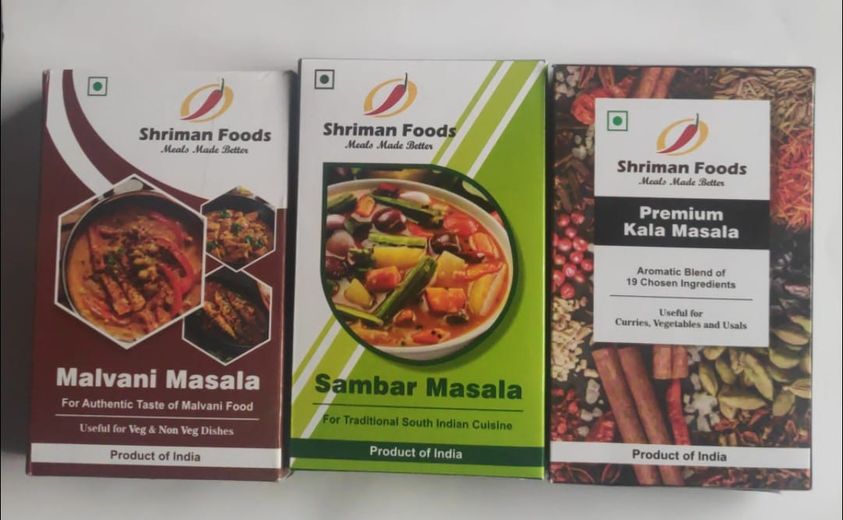 Shriman Foods
Meals Made Better
Malvani Masala
For Authentic Taste of Malvani Food
Useful for Veg & Non Veg Dishes
Product of India
Shriman Foods
Meals Made Better
Sambar Masala
For Traditional South Indian Cuisine
Product of India
Shriman Foods
Meals Made Better
Premium
Kala Masala
Aromatic Blend of
19 Chosen Ingredients
Useful for
Curries, Vegetables and Usals
Product of India